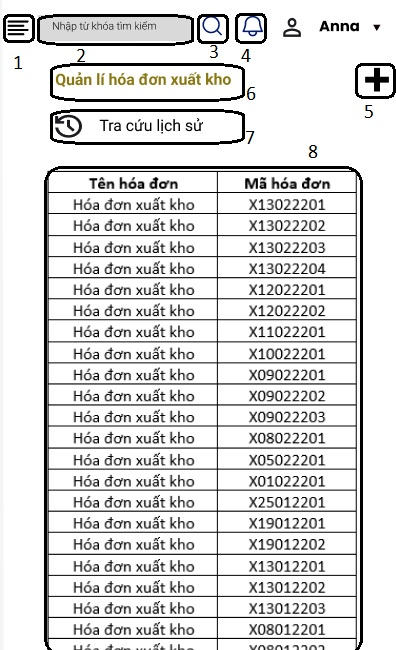 Nhập từ khóa tìm kiếm
Anna
1
2
3
4
Quản lí hóa đơn xuất kho
6
5
Tra cứu lịch sử
7
8
Tên hóa đơn Mã hóa đơn
Hóa đơn xuất kho X13022201
Hóa đơn xuất kho X13022202
Hóa đơn xuất kho X13022203
Hóa đơn xuất kho X13022204
Hóa đơn xuất kho X12022201
Hóa đơn xuất kho X12022202
Hóa đơn xuất kho X11022201
Hóa đơn xuất kho X10022201
Hóa đơn xuất kho X09022201
Hóa đơn xuất kho X09022202
Hóa đơn xuất kho X09022203
Hóa đơn xuất kho X08022201
Hóa đơn xuất kho X05022201
Hóa đơn xuất kho X01022201
Hóa đơn xuất kho X25012201
Hóa đơn xuất kho X19012201
Hóa đơn xuất kho X19012202
Hóa đơn xuất kho X13012201
Hóa đơn xuất kho X13012202
Hóa đơn xuất kho X13012203
Hóa đơn xuất kho X08012201
Hóa đơn xuất kho X08012202